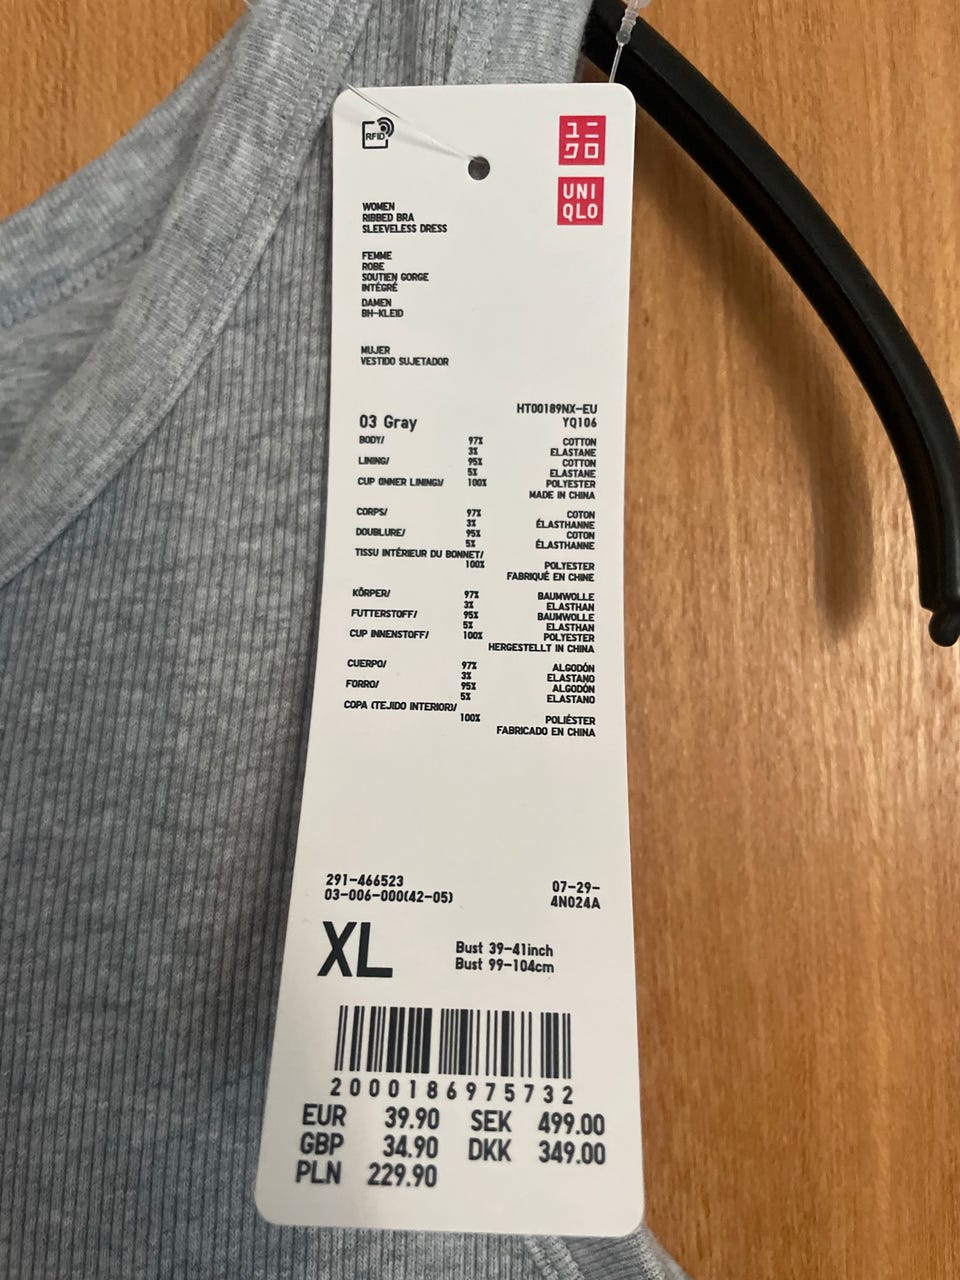 RFID
ユニ
クロ
UNI
QLO
WOMEN
RIBBED BRA
SLEEVELESS DRESS
FEMME
ROBE
SOUTIEN GORGE
INTÉGRÉ
DAMEN
BH-KLEID
MUJER
VESTIDO SUJETADOR
HT00189NX-EU
03 Gray YQ106
BODY/ 97% COTTON
3% ELASTANE
LINING/ 95% COTTON
5% ELASTANE
CUP (INNER LINING)/ 100% POLYESTER
MADE IN CHINA
CORPS/ 97% COTON
3% ÉLASTHANNE
DOUBLURE/ 95% COTON
5% ÉLASTHANNE
TISSU INTÉRIEUR DU BONNET/
100% POLYESTER
FABRIQUÉ EN CHINE
KÖRPER/ 97% BAUMWOLLE
3% ELASTHAN
FUTTERSTOFF/ 95% BAUMWOLLE
5% ELASTHAN
CUP INNENSTOFF/ 100% POLYESTER
HERGESTELLT IN CHINA
CUERPO/ 97% ALGODÓN
3% ELASTANO
FORRO/ 95% ALGODÓN
5% ELASTANO
COPA (TEJIDO INTERIOR)/
100% POLIÉSTER
FABRICADO EN CHINA
291-466523 07-29-
03-006-000(42-05) 4N024A
XL
Bust 39-41inch
Bust 99-104cm
2000186975732
EUR 39.90 SEK 499.00
GBP 34.90 DKK 349.00
PLN 229.90